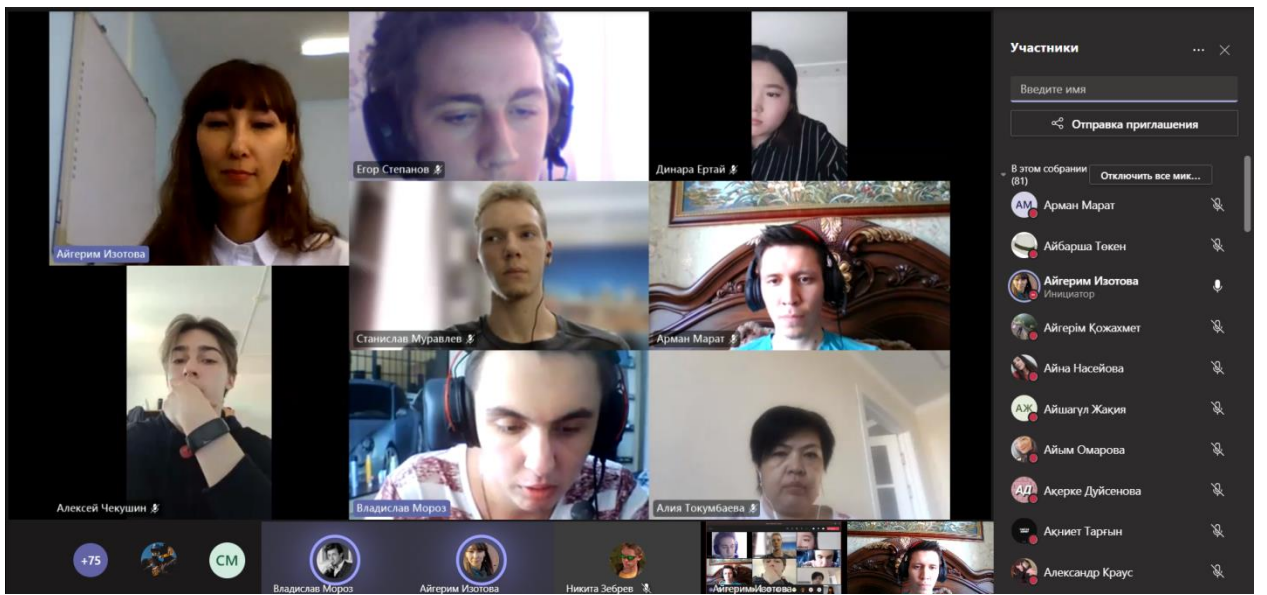 Айгерим Изотова
Егор Степанов
Динара Ертай
Станислав Муравлев
Арман Марат
Алексей Чекушин
Владислав Мороз
Алия Токумбаева
+75
СМ
Владислав Мороз
Айгерим Изотова
Никита Зебрев
Айгерим Изотова
Участники
Введите имя
Отправка приглашения
В этом собрании
(81)
Отключить все мик...
АМ
Арман Марат
Айбарша Төкен
Айгерим Изотова
Инициатор
Айгерім Қожахмет
Айна Насейова
АЖ
Айшагүл Жақия
Айым Омарова
АД
Ақерке Дуйсенова
Ақниет Тарғын
Александр Краус